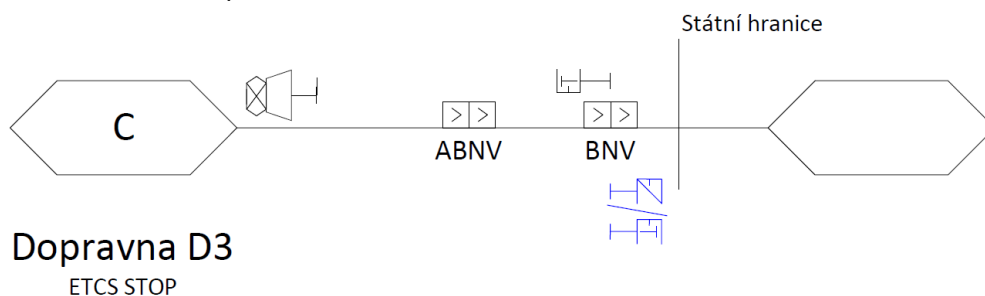 Státní hranice
C
ABNV
BNV
Dopravna D3
ETCS STOP